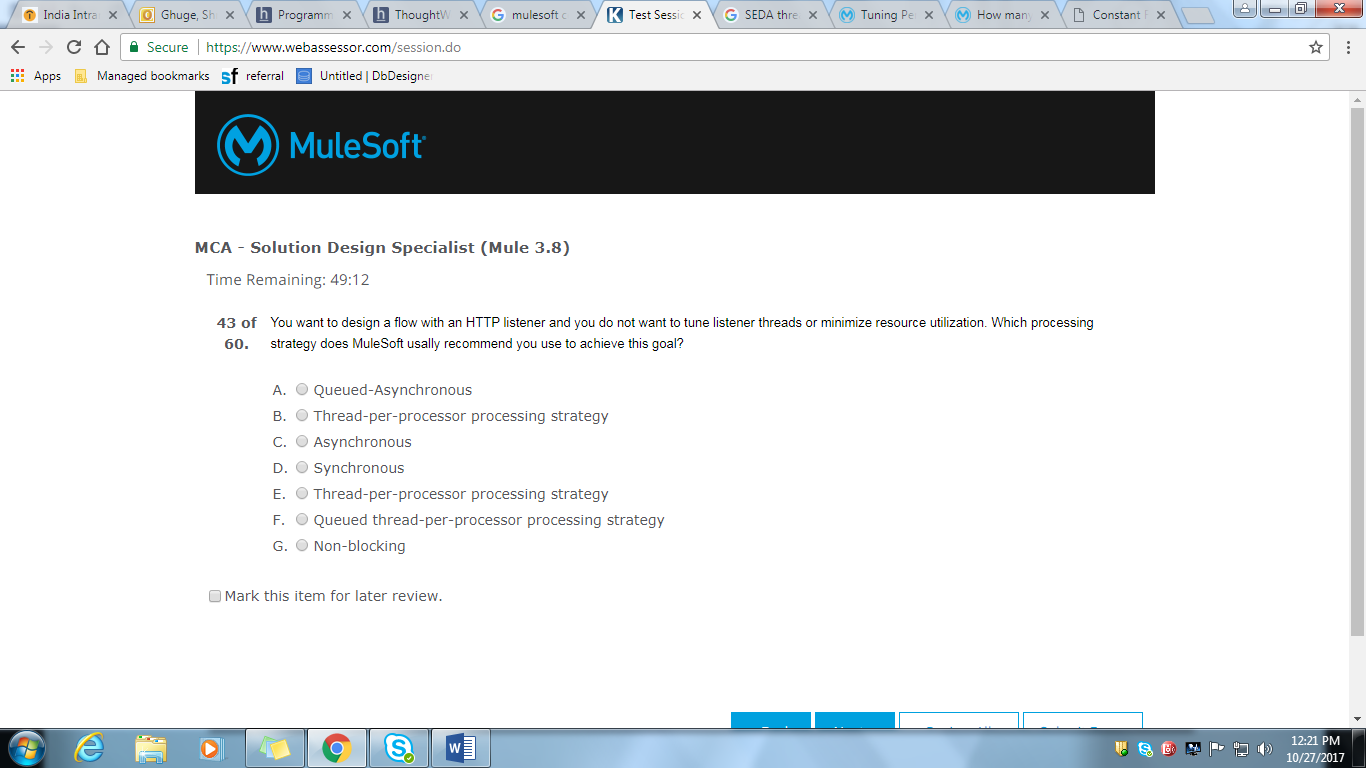 India Intra
Ghuge, Sh
Programm
ThoughtW
mulesoft c
Test Sessic
SEDA thre
Tuning Pe
How many
Constant
Secure
https://www.webassessor.com/session.do
Apps
Managed bookmarks
sf
referral
Untitled | DbDesigner
MuleSoft
MCA - Solution Design Specialist (Mule 3.8)
Time Remaining: 49:12
43 of 60.
You want to design a flow with an HTTP listener and you do not want to tune listener threads or minimize resource utilization. Which processing
strategy does MuleSoft usally recommend you use to achieve this goal?
A. Queued-Asynchronous
B. Thread-per-processor processing strategy
C. Asynchronous
D. Synchronous
E. Thread-per-processor processing strategy
F. Queued thread-per-processor processing strategy
G. Non-blocking
Mark this item for later review.
12:21 PM
10/27/2017